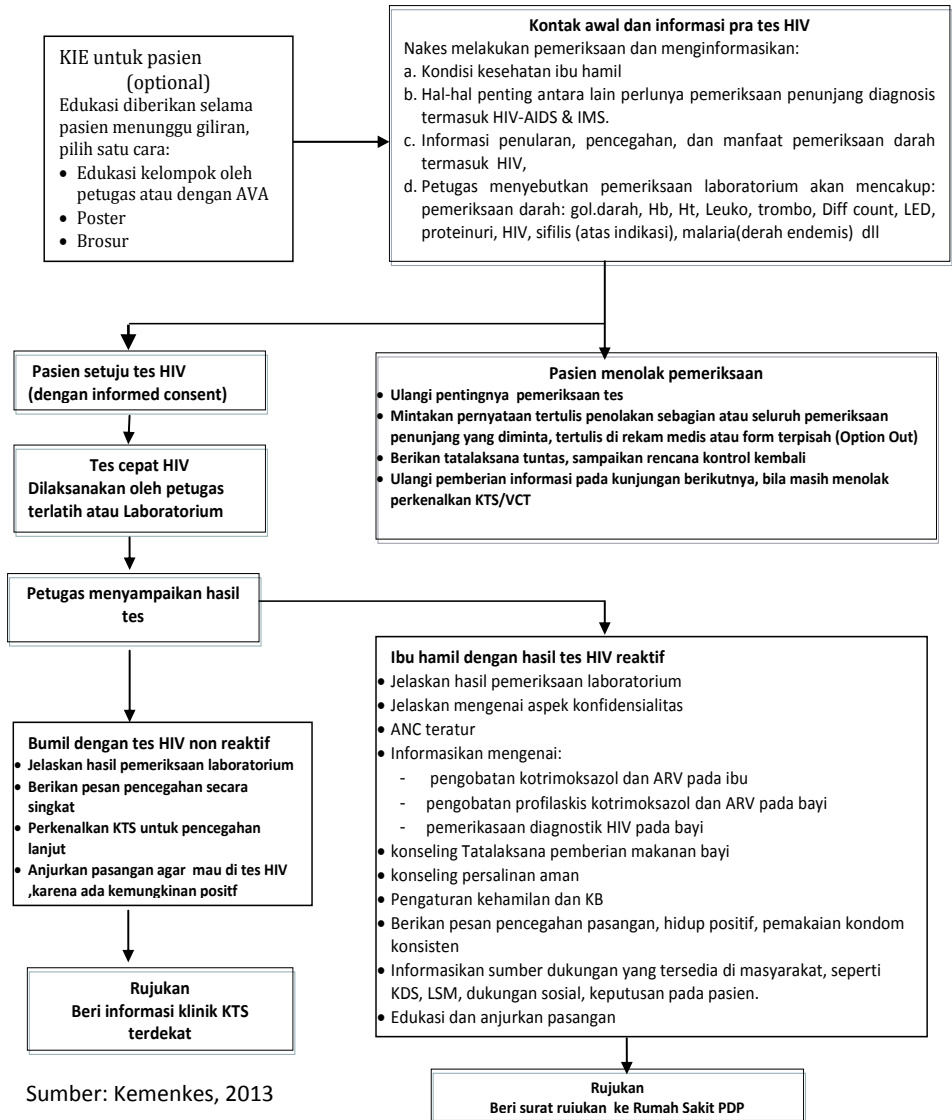 KIE untuk pasien
(optional)
Edukasi diberikan selama
pasien menunggu giliran,
pilih satu cara:
• Edukasi kelompok oleh
petugas atau dengan AVA
• Poster
• Brosur
Kontak awal dan informasi pra tes HIV
Nakes melakukan pemeriksaan dan menginformasikan:
a. Kondisi kesehatan ibu hamil
b. Hal-hal penting antara lain perlunya pemeriksaan penunjang diagnosis
termasuk HIV-AIDS & IMS.
c. Informasi penularan, pencegahan, dan manfaat pemeriksaan darah
termasuk HIV,
d. Petugas menyebutkan pemeriksaan laboratorium akan mencakup:
pemeriksaan darah: gol.darah, Hb, Ht, Leuko, trombo, Diff count, LED,
proteinuri, HIV, sifilis (atas indikasi), malaria(derah endemis) dll
Pasien setuju tes HIV
(dengan informed consent)
Pasien menolak pemeriksaan
• Ulangi pentingnya pemeriksaan tes
• Mintakan pernyataan tertulis penolakan sebagian atau seluruh pemeriksaan
penunjang yang diminta, tertulis di rekam medis atau form terpisah (Option Out)
• Berikan tatalaksana tuntas, sampaikan rencana kontrol kembali
• Ulangi pemberian informasi pada kunjungan berikutnya, bila masih menolak
perkenalkan KTS/VCT
Tes cepat HIV
Dilaksanakan oleh petugas
terlatih atau Laboratorium
Petugas menyampaikan hasil
tes
Bumil dengan tes HIV non reaktif
• Jelaskan hasil pemeriksaan laboratorium
• Berikan pesan pencegahan secara
singkat
• Perkenalkan KTS untuk pencegahan
lanjut
• Anjurkan pasangan agar mau di tes HIV
,karena ada kemungkinan positf
Ibu hamil dengan hasil tes HIV reaktif
• Jelaskan hasil pemeriksaan laboratorium
• Jelaskan mengenai aspek konfidensialitas
• ANC teratur
• Informasikan mengenai:
- pengobatan kotrimoksazol dan ARV pada ibu
- pengobatan profilaskis kotrimoksazol dan ARV pada bayi
- pemerikasaan diagnostik HIV pada bayi
• konseling Tatalaksana pemberian makanan bayi
• konseling persalinan aman
• Pengaturan kehamilan dan KB
• Berikan pesan pencegahan pasangan, hidup positif, pemakaian kondom
konsisten
• Informasikan sumber dukungan yang tersedia di masyarakat, seperti
KDS, LSM, dukungan sosial, keputusan pada pasien.
• Edukasi dan anjurkan pasangan
Rujukan
Beri informasi klinik KTS
terdekat
Rujukan
Beri surat rujukan ke Rumah Sakit PDP
Sumber: Kemenkes, 2013